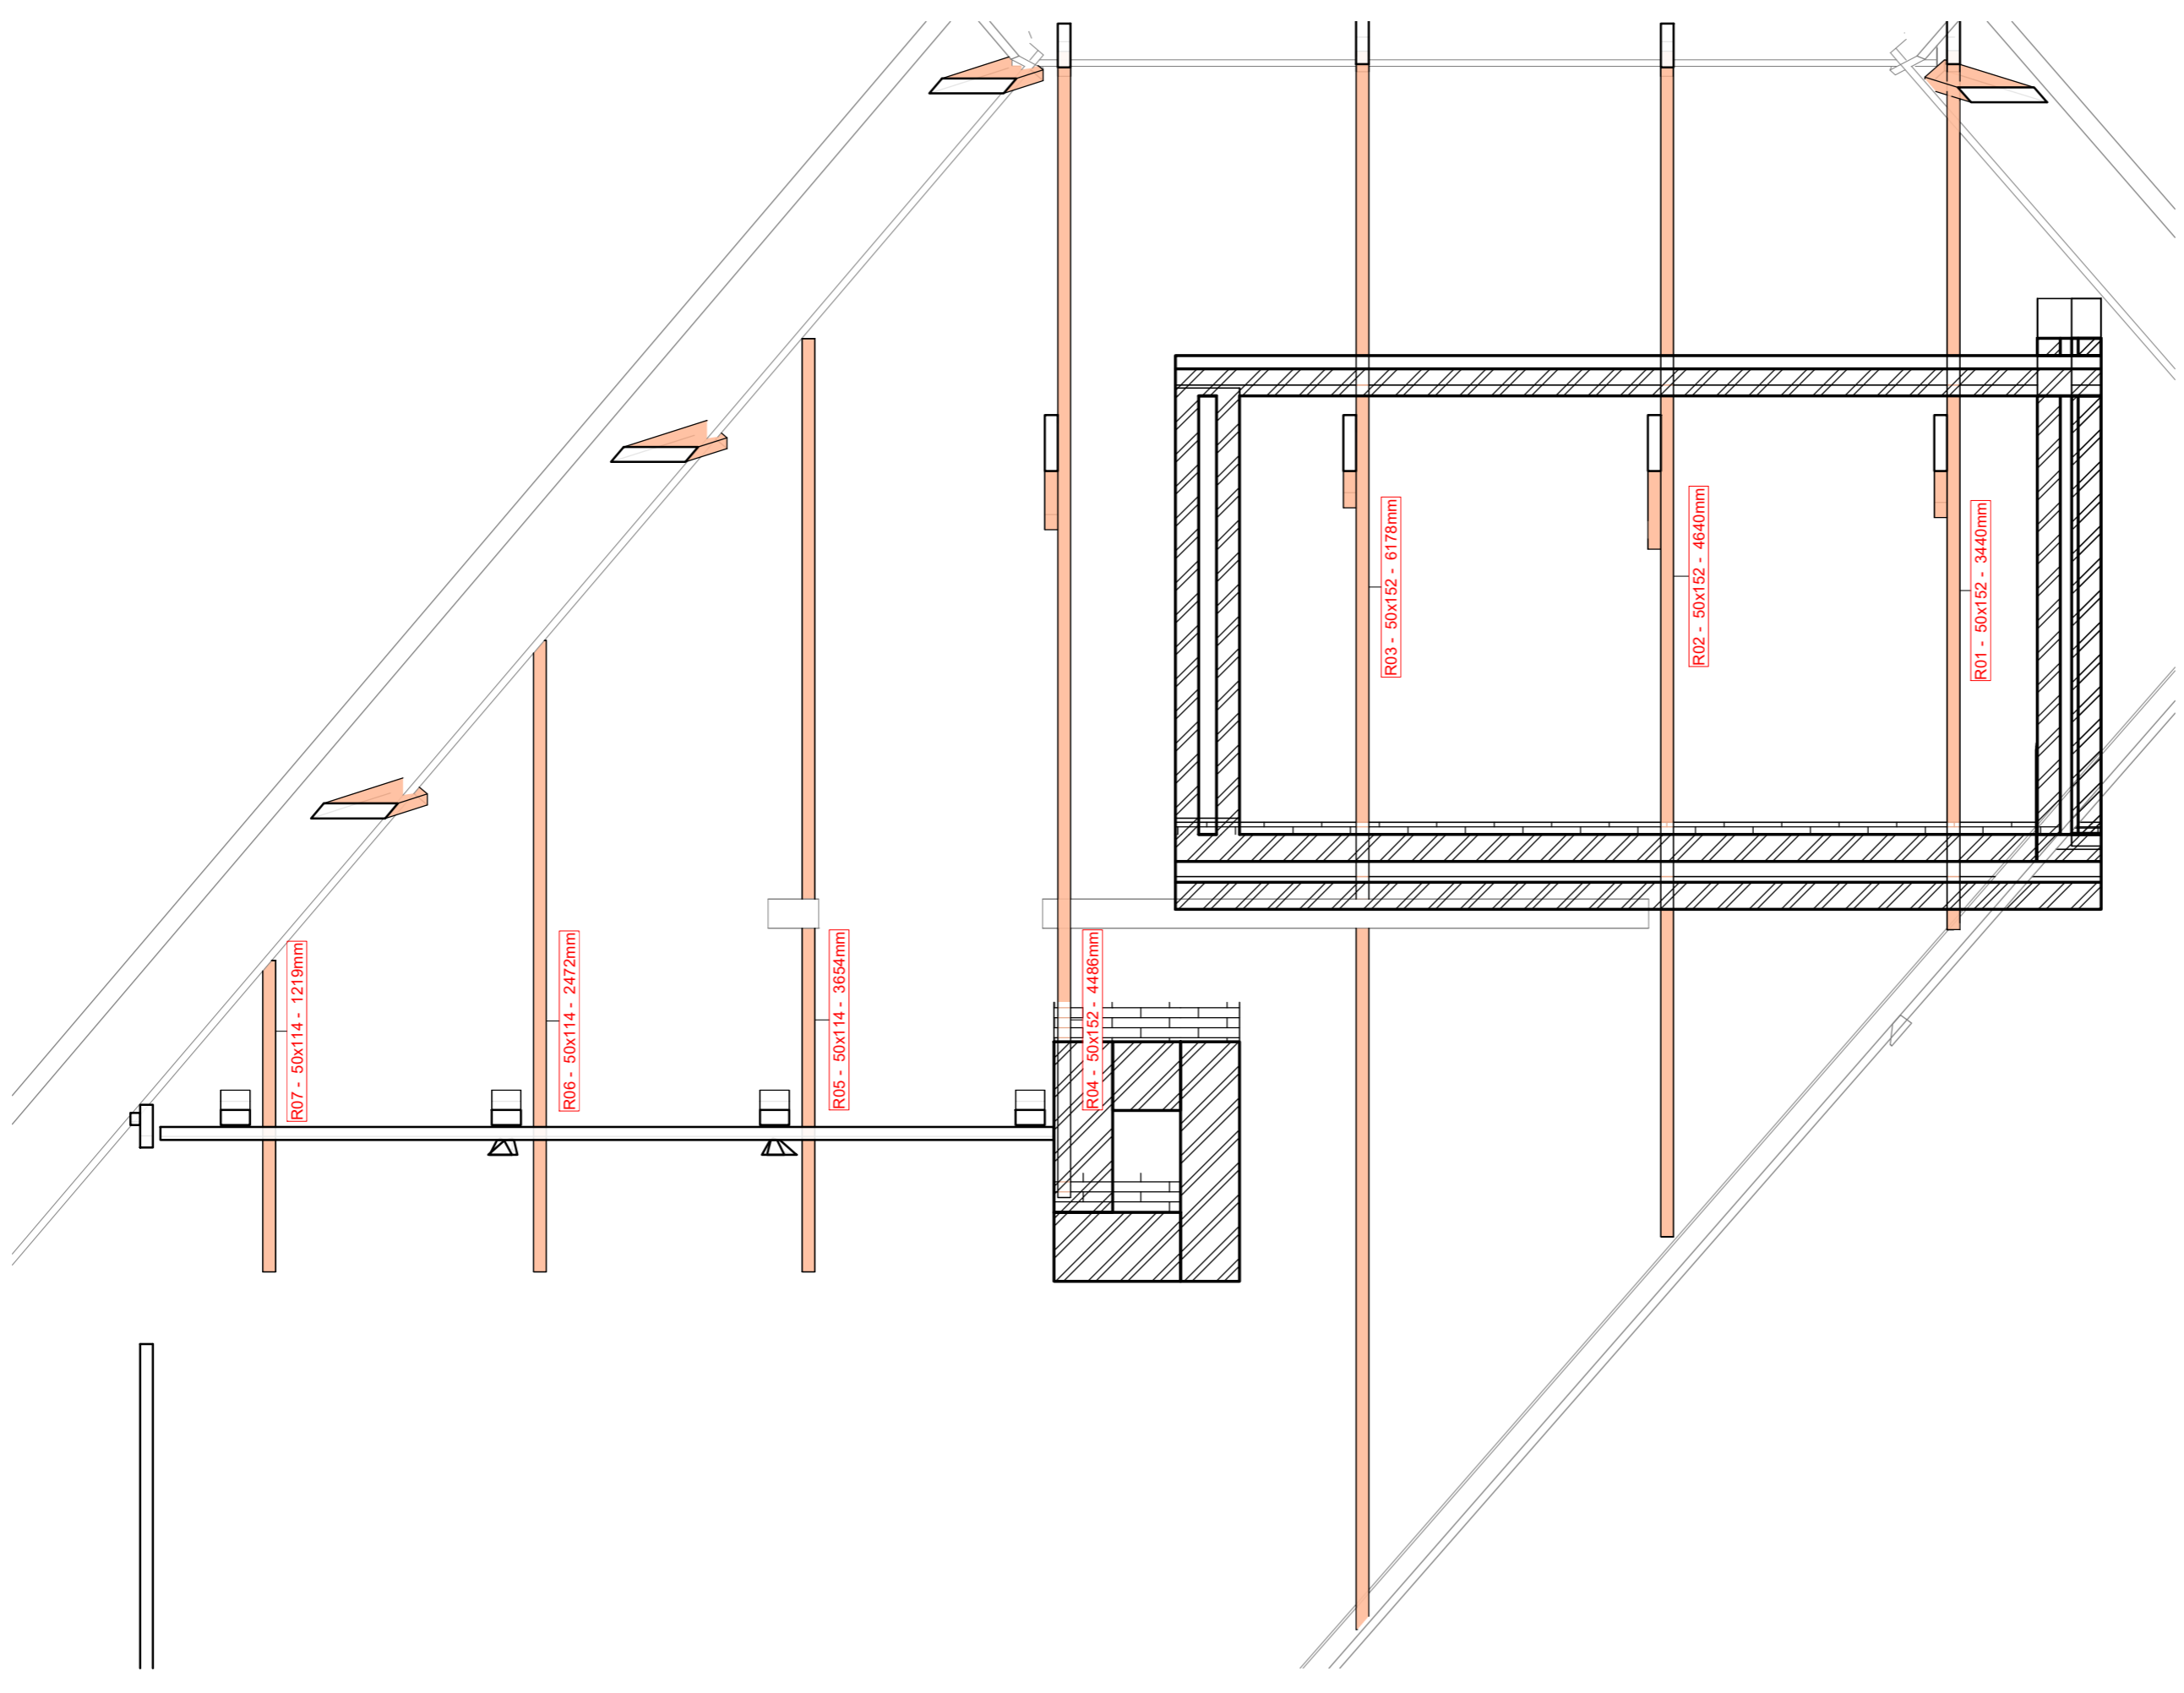 R07 - 50x114 - 1219mm
R06 - 50x114 - 2472mm
R05 - 50x114 - 3654mm
R04 - 50x152 - 4486mm
R03 - 50x152 - 6178mm
R02 - 50x152 - 4640mm
R01 - 50x152 - 3440mm